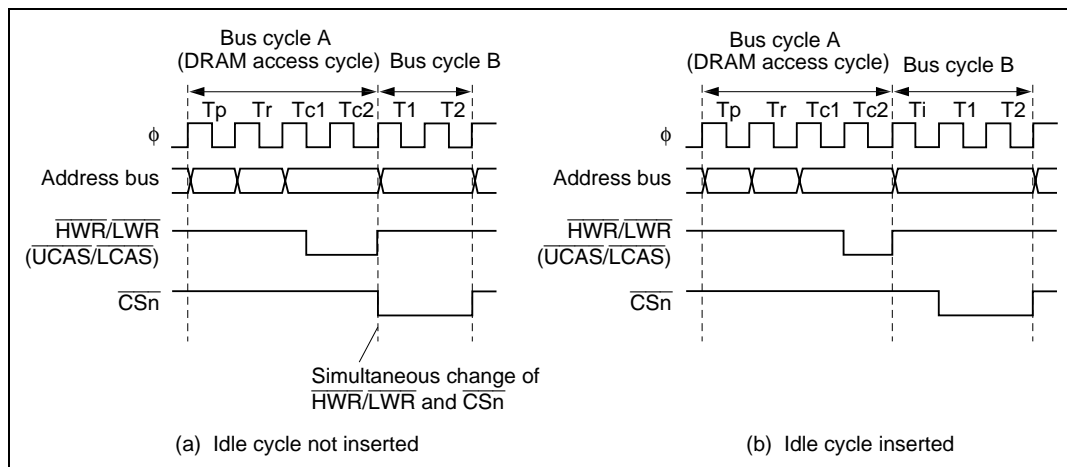 Bus cycle A
(DRAM access cycle)
Bus cycle B
Tp Tr Tc1 Tc2 T1 T2
ϕ
Address bus
HWR/LWR
(UCAS/LCAS)
CSn
Simultaneous change of
HWR/LWR and CSn
(a) Idle cycle not inserted
Bus cycle A
(DRAM access cycle)
Bus cycle B
Tp Tr Tc1 Tc2 Ti T1 T2
ϕ
Address bus
HWR/LWR
(UCAS/LCAS)
CSn
(b) Idle cycle inserted